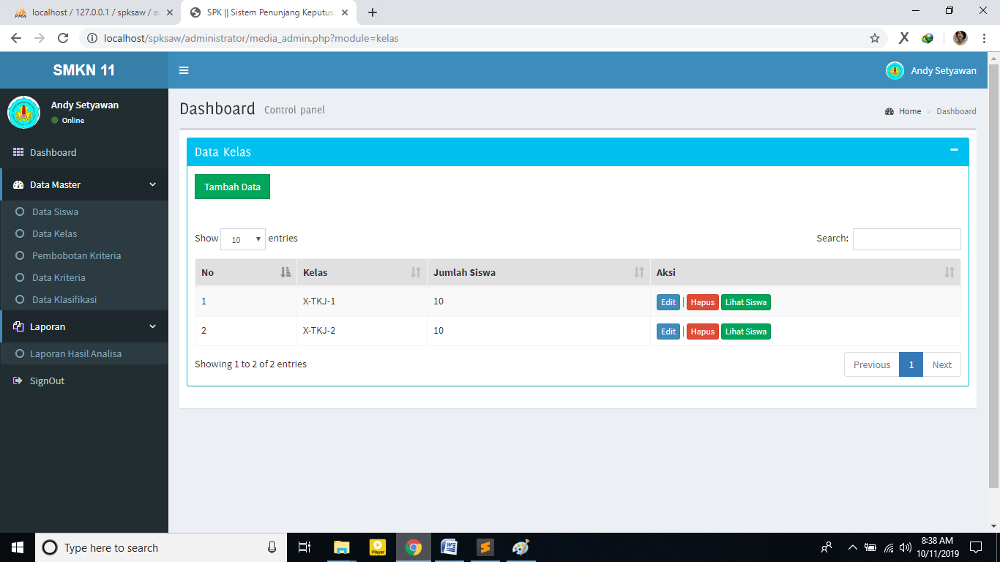 localhost / 127.0.0.1 / spksaw / a
SPK || Sistem Penunjang Keputus
localhost/spksaw/administrator/media_admin.php?module=kelas
SMKN 11
Andy Setyawan
Andy Setyawan
Online
Dashboard Control panel
Home > Dashboard
Dashboard
Data Master
Data Siswa
Data Kelas
Pembobotan Kriteria
Data Kriteria
Data Klasifikasi
Laporan
Laporan Hasil Analisa
SignOut
Data Kelas
Tambah Data
Show 10 entries
Search:
No Kelas Jumlah Siswa Aksi
1 X-TKJ-1 10 Edit | Hapus Lihat Siswa
2 X-TKJ-2 10 Edit | Hapus Lihat Siswa
Showing 1 to 2 of 2 entries
Previous 1 Next
Type here to search
8:38 AM
10/11/2019